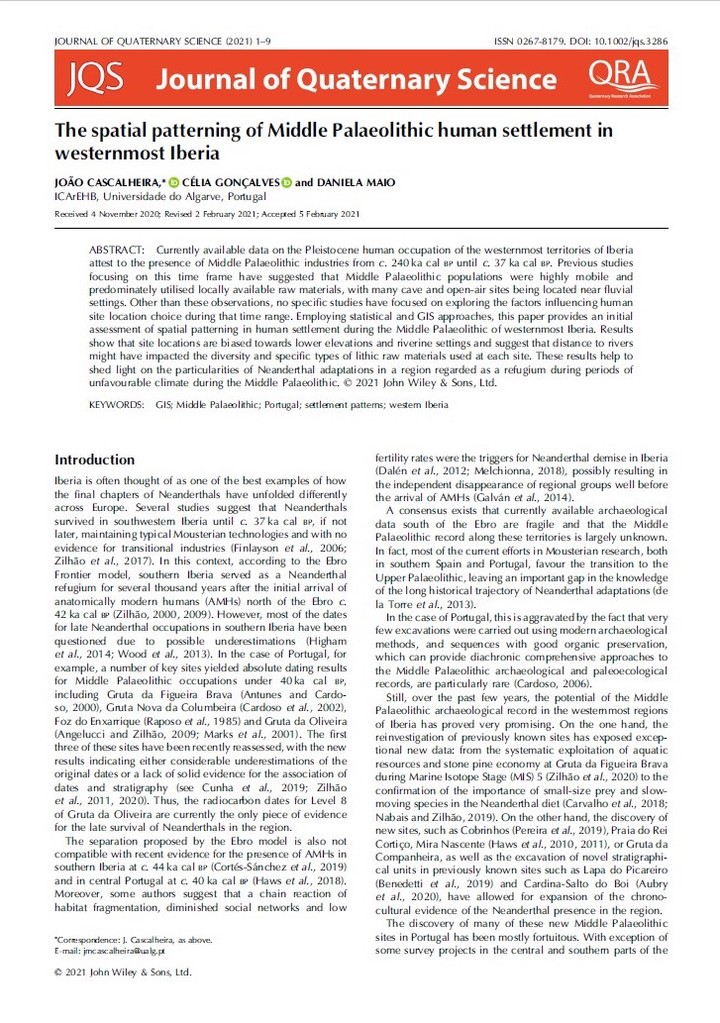 JOURNAL OF QUATERNARY SCIENCE (2021) 1–9
ISSN 0267-8179. DOI: 10.1002/jqs.3286
JQS Journal of Quaternary Science QRA
Quaternary Research Association
The spatial patterning of Middle Palaeolithic human settlement in
westernmost Iberia
JOÃO CASCALHEIRA,* iD CÉLIA GONÇALVES iD and DANIELA MAIO
ICArEHB, Universidade do Algarve, Portugal
Received 4 November 2020; Revised 2 February 2021; Accepted 5 February 2021
ABSTRACT: Currently available data on the Pleistocene human occupation of the westernmost territories of Iberia
attest to the presence of Middle Palaeolithic industries from c. 240 ka cal BP until c. 37 ka cal BP. Previous studies
focusing on this time frame have suggested that Middle Palaeolithic populations were highly mobile and
predominately utilised locally available raw materials, with many cave and open-air sites being located near fluvial
settings. Other than these observations, no specific studies have focused on exploring the factors influencing human
site location choice during that time range. Employing statistical and GIS approaches, this paper provides an initial
assessment of spatial patterning in human settlement during the Middle Palaeolithic of westernmost Iberia. Results
show that site locations are biased towards lower elevations and riverine settings and suggest that distance to rivers
might have impacted the diversity and specific types of lithic raw materials used at each site. These results help to
shed light on the particularities of Neanderthal adaptations in a region regarded as a refugium during periods of
unfavourable climate during the Middle Palaeolithic. © 2021 John Wiley & Sons, Ltd.
KEYWORDS: GIS; Middle Palaeolithic; Portugal; settlement patterns; western Iberia
Introduction
Iberia is often thought of as one of the best examples of how
the final chapters of Neanderthals have unfolded differently
across Europe. Several studies suggest that Neanderthals
survived in southwestern Iberia until c. 37 ka cal BP, if not
later, maintaining typical Mousterian technologies and with no
evidence for transitional industries (Finlayson et al., 2006;
Zilhão et al., 2017). In this context, according to the Ebro
Frontier model, southern Iberia served as a Neanderthal
refugium for several thousand years after the initial arrival of
anatomically modern humans (AMHs) north of the Ebro c.
42 ka cal BP (Zilhão, 2000, 2009). However, most of the dates
for late Neanderthal occupations in southern Iberia have been
questioned due to possible underestimations (Higham
et al., 2014; Wood et al., 2013). In the case of Portugal, for
example, a number of key sites yielded absolute dating results
for Middle Palaeolithic occupations under 40 ka cal BP,
including Gruta da Figueira Brava (Antunes and Cardo-
so, 2000), Gruta Nova da Columbeira (Cardoso et al., 2002),
Foz do Enxarrique (Raposo et al., 1985) and Gruta da Oliveira
(Angelucci and Zilhão, 2009; Marks et al., 2001). The first
three of these sites have been recently reassessed, with the new
results indicating either considerable underestimations of the
original dates or a lack of solid evidence for the association of
dates and stratigraphy (see Cunha et al., 2019; Zilhão
et al., 2011, 2020). Thus, the radiocarbon dates for Level 8
of Gruta da Oliveira are currently the only piece of evidence
for the late survival of Neanderthals in the region.
The separation proposed by the Ebro model is also not
compatible with recent evidence for the presence of AMHs in
southern Iberia at c. 44 ka cal BP (Cortés-Sánchez et al., 2019)
and in central Portugal at c. 40 ka cal BP (Haws et al., 2018).
Moreover, some authors suggest that a chain reaction of
habitat fragmentation, diminished social networks and low
*Correspondence: J. Cascalheira, as above.
E-mail: jmcascalheira@ualg.pt
© 2021 John Wiley & Sons, Ltd.
fertility rates were the triggers for Neanderthal demise in Iberia
(Dalén et al., 2012; Melchionna, 2018), possibly resulting in
the independent disappearance of regional groups well before
the arrival of AMHs (Galván et al., 2014).
A consensus exists that currently available archaeological
data south of the Ebro are fragile and that the Middle
Palaeolithic record along these territories is largely unknown.
In fact, most of the current efforts in Mousterian research, both
in southern Spain and Portugal, favour the transition to the
Upper Palaeolithic, leaving an important gap in the knowledge
of the long historical trajectory of Neanderthal adaptations (de
la Torre et al., 2013).
In the case of Portugal, this is aggravated by the fact that very
few excavations were carried out using modern archaeological
methods, and sequences with good organic preservation,
which can provide diachronic comprehensive approaches to
the Middle Palaeolithic archaeological and paleoecological
records, are particularly rare (Cardoso, 2006).
Still, over the past few years, the potential of the Middle
Palaeolithic archaeological record in the westernmost regions
of Iberia has proved very promising. On the one hand, the
reinvestigation of previously known sites has exposed excep-
tional new data: from the systematic exploitation of aquatic
resources and stone pine economy at Gruta da Figueira Brava
during Marine Isotope Stage (MIS) 5 (Zilhão et al., 2020) to the
confirmation of the importance of small-size prey and slow-
moving species in the Neanderthal diet (Carvalho et al., 2018;
Nabais and Zilhão, 2019). On the other hand, the discovery of
new sites, such as Cobrinhos (Pereira et al., 2019), Praia do Rei
Cortiço, Mira Nascente (Haws et al., 2010, 2011), or Gruta da
Companheira, as well as the excavation of novel stratigraphi-
cal units in previously known sites such as Lapa do Picareiro
(Benedetti et al., 2019) and Cardina-Salto do Boi (Aubry
et al., 2020), have allowed for expansion of the chrono-
cultural evidence of the Neanderthal presence in the region.
The discovery of many of these new Middle Palaeolithic
sites in Portugal has been mostly fortuitous. With exception of
some survey projects in the central and southern parts of the